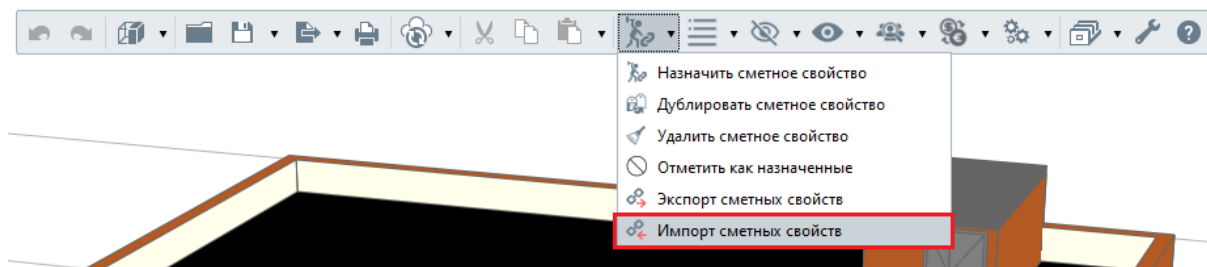 Назначить сметное свойство
Дублировать сметное свойство
Удалить сметное свойство
Отметить как назначенные
Экспорт сметных свойств
Импорт сметных свойств